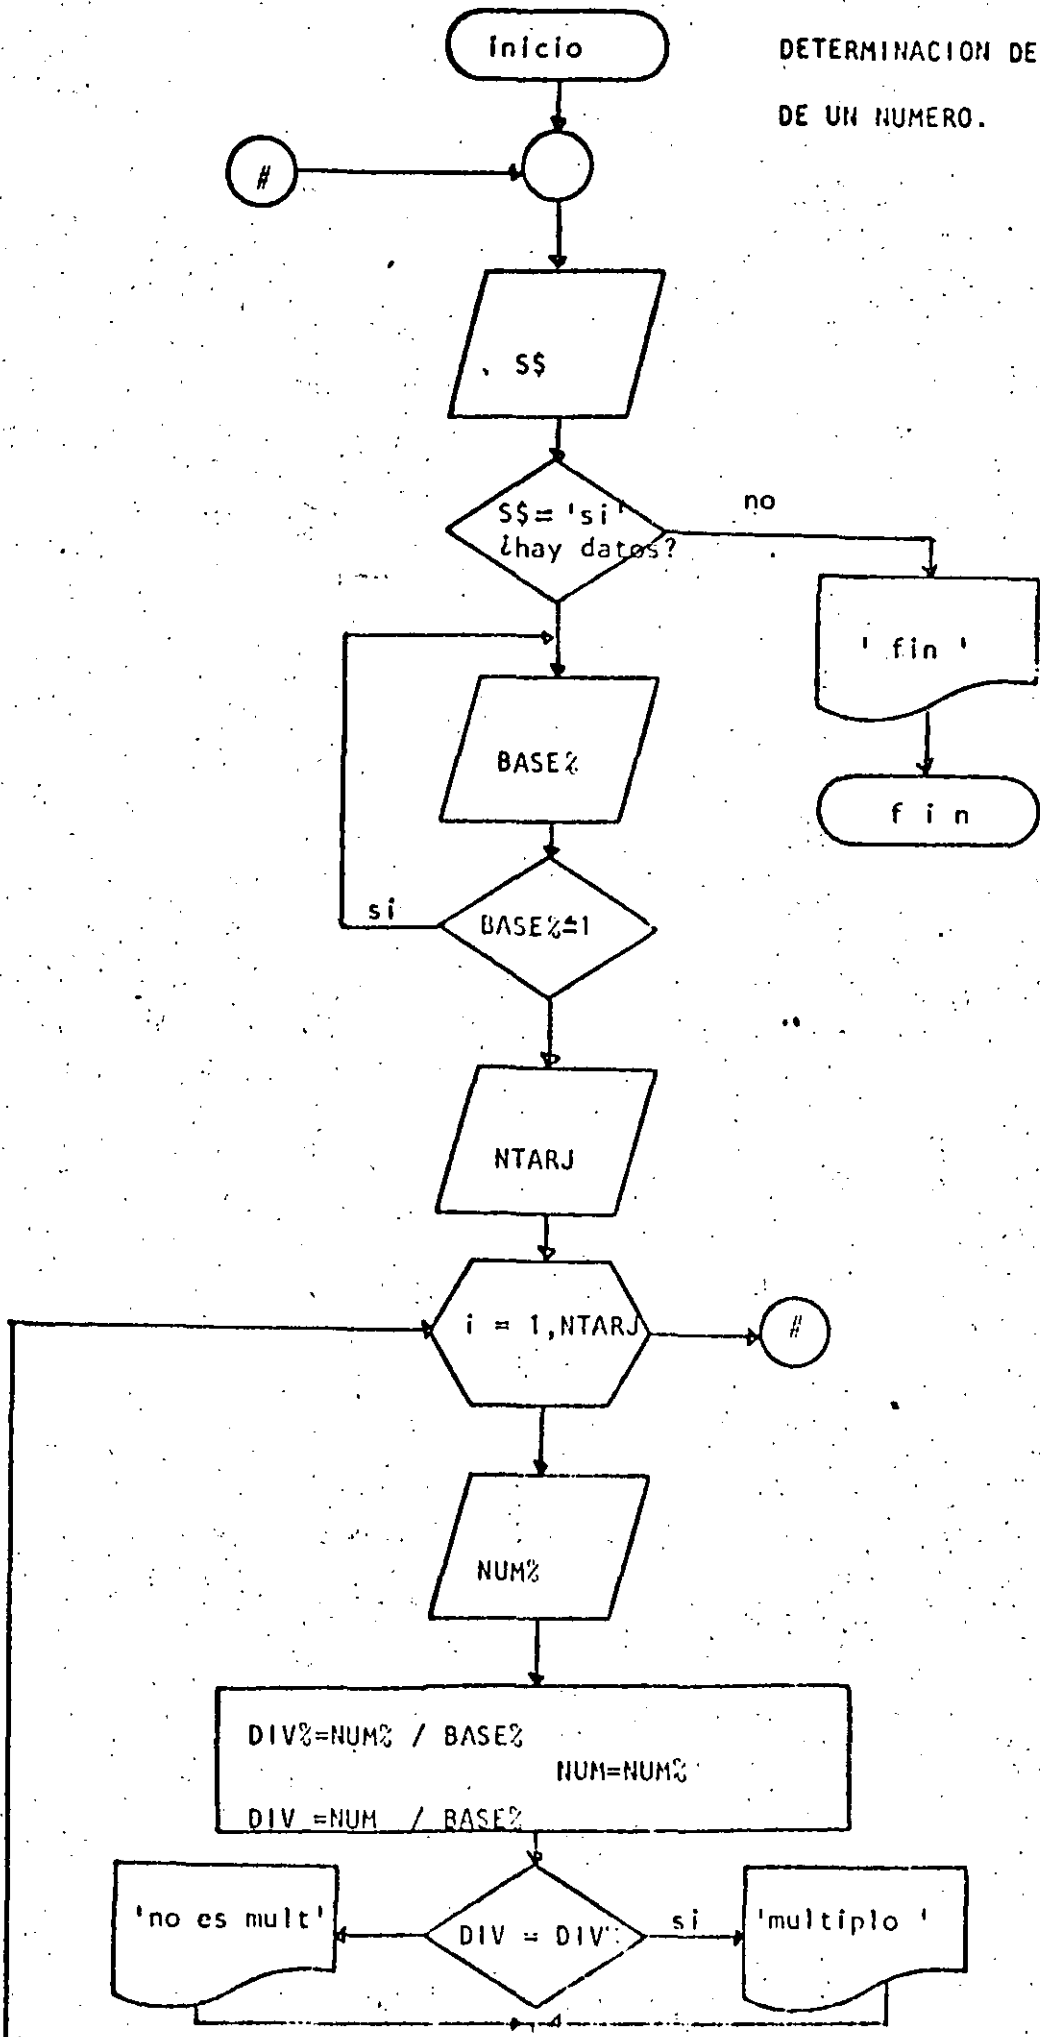 inicio
DETERMINACION DE
DE UN NUMERO.
#
S$
S$= 'si'
¿hay datos?
no
' fin '
f i n
BASE%
si
BASE%≤1
NTARJ
i = 1,NTARJ
#
NUM%
DIV%=NUM% / BASE%
NUM=NUM%
DIV =NUM / BASE%
'no es mult'
DIV = DIV%
si
'multiplo '